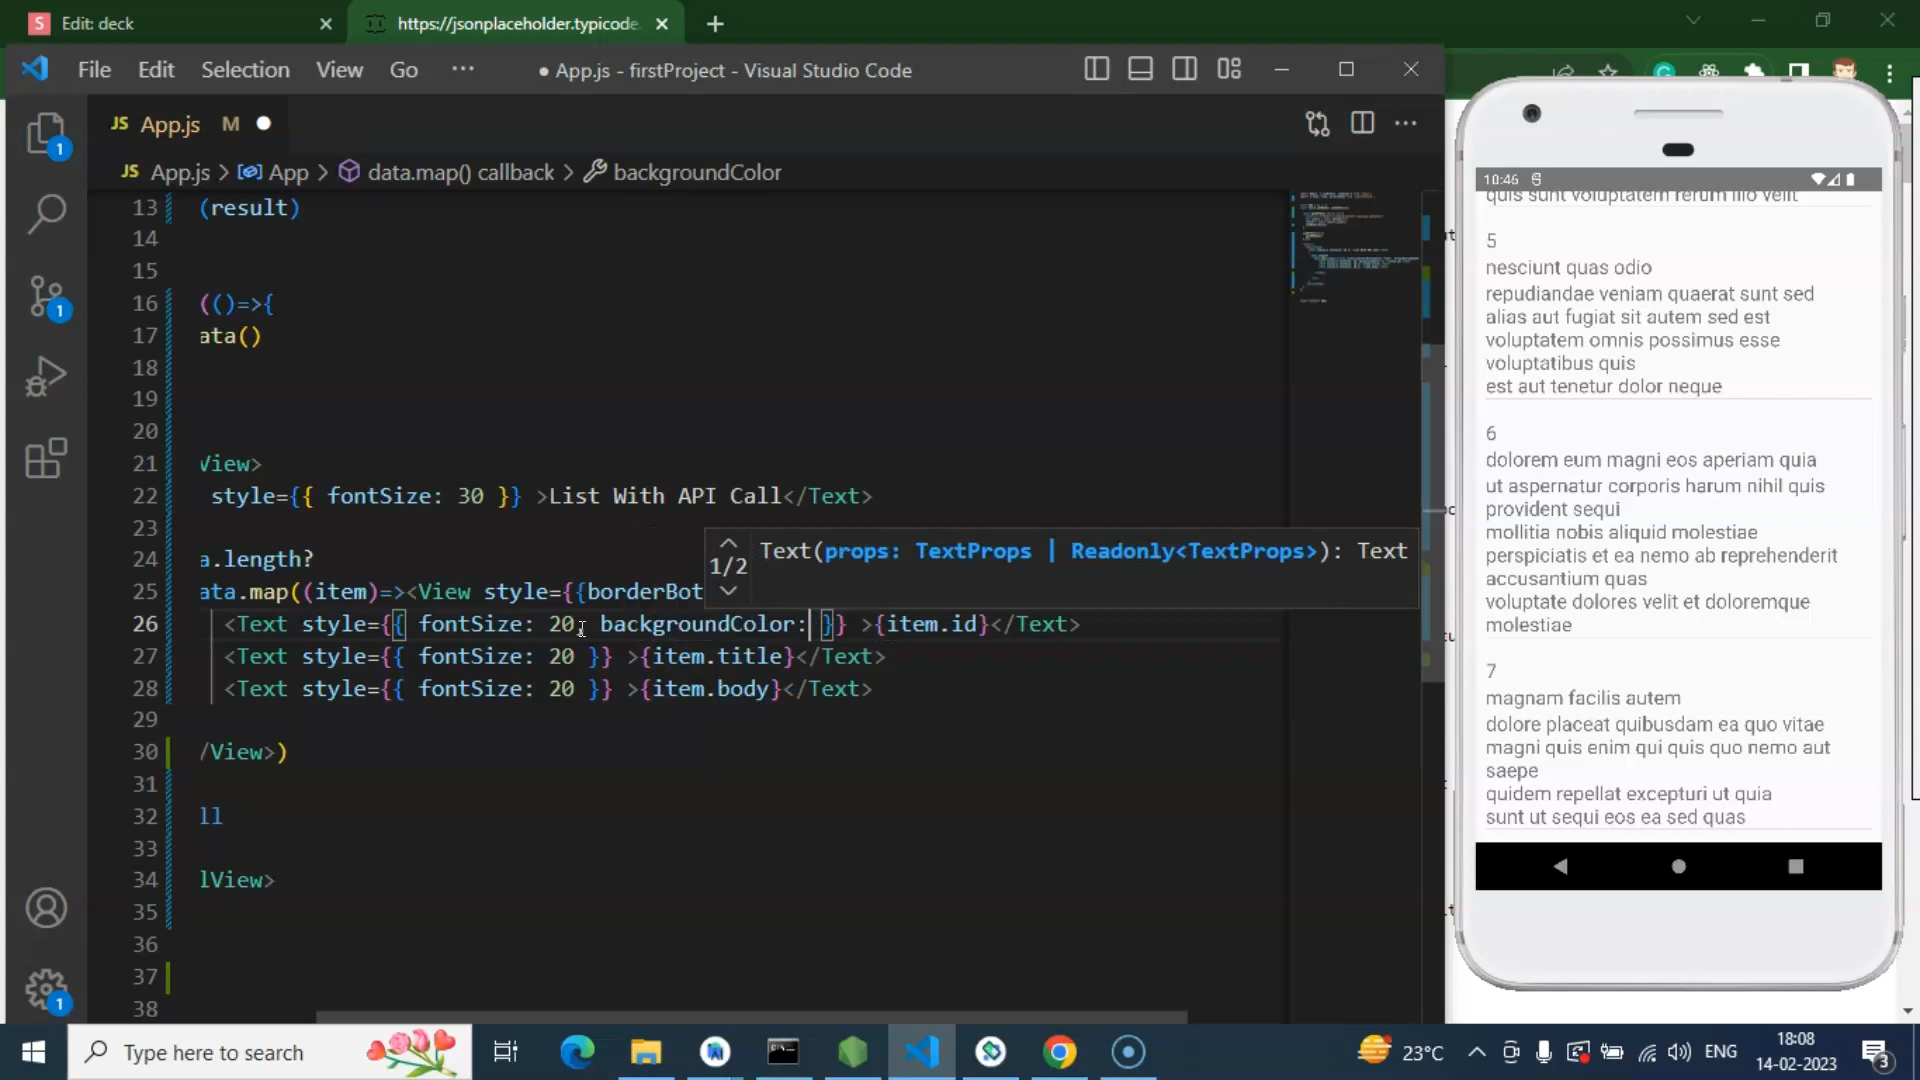 S Edit: deck
https://jsonplaceholder.typicode.
File Edit Selection View Go ··· ● App.js - firstProject - Visual Studio Code
JS App.js M ●
JS App.js > App > data.map() callback > backgroundColor
13 (result)
14
15
16 (()=>{
17 ata()
18
19
20
21 View>
22 style={{ fontSize: 30 }} >List With API Call</Text>
23
24 a.length?
25 ata.map((item)=><View style={{borderBot
Text(props: TextProps | Readonly<TextProps>): Text
1/2
26 <Text style={{ fontSize: 20, backgroundColor: }} >{item.id}</Text>
27 <Text style={{ fontSize: 20 }} >{item.title}</Text>
28 <Text style={{ fontSize: 20 }} >{item.body}</Text>
29
30 /View>)
31
32 ll
33
34 lView>
35
36
37
38
1
1
1
10:46
quis sunt voluptatem rerum illo velit
5
nesciunt quas odio
repudiandae veniam quaerat sunt sed
alias aut fugiat sit autem sed est
voluptatem omnis possimus esse
voluptatibus quis
est aut tenetur dolor neque
6
dolorem eum magni eos aperiam quia
ut aspernatur corporis harum nihil quis
provident sequi
mollitia nobis aliquid molestiae
perspiciatis et ea nemo ab reprehenderit
accusantium quas
voluptate dolores velit et doloremque
molestiae
7
magnam facilis autem
dolore placeat quibusdam ea quo vitae
magni quis enim qui quis quo nemo aut
saepe
quidem repellat excepturi ut quia
sunt ut sequi eos ea sed quas
Type here to search
23°C
ENG
18:08
14-02-2023
3